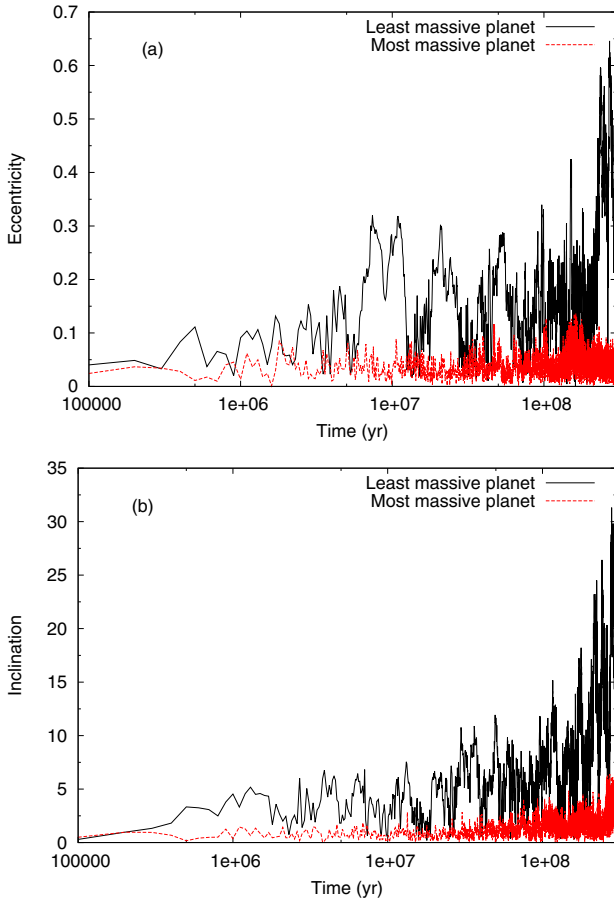 0.7
Least massive planet
(a)
Most massive planet
0.6
0.5
0.4
Eccentricity
0.3
0.2
0.1
0
100000 1e+06 1e+07 1e+08
Time (yr)
35
Least massive planet
(b)
Most massive planet
30
25
20
Inclination
15
10
5
0
100000 1e+06 1e+07 1e+08
Time (yr)